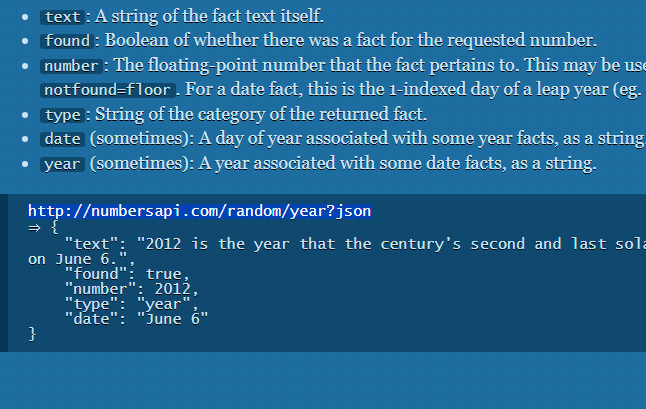 text: A string of the fact text itself.
found: Boolean of whether there was a fact for the requested number.
number: The floating-point number that the fact pertains to. This may be
notfound=floor. For a date fact, this is the 1-indexed day of a leap year (eg.
type: String of the category of the returned fact.
date (sometimes): A day of year associated with some year facts, as a string.
year (sometimes): A year associated with some date facts, as a string.
http://numbersapi.com/random/year?json
⇒ {
"text": "2012 is the year that the century's second and last
on June 6.",
"found": true,
"number": 2012,
"type": "year",
"date": "June 6"
}